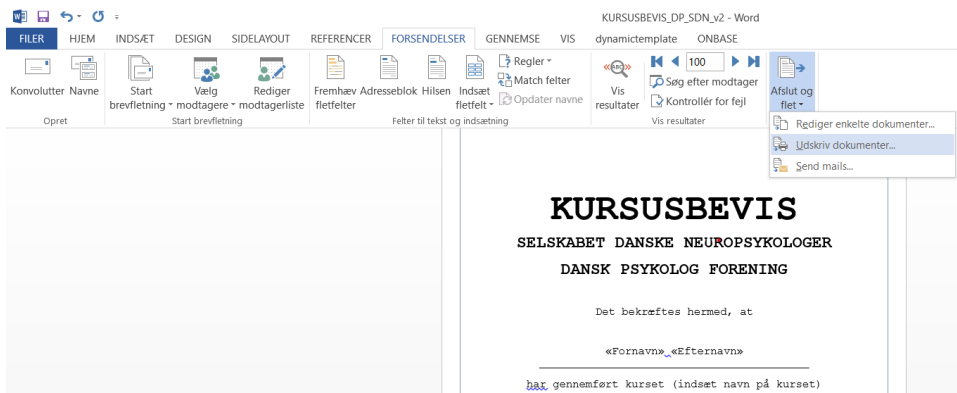 KURSUSBEVIS_DP_SDN_v2 - Word
FILER HJEM INDSÆT DESIGN SIDELAYOUT REFERENCER FORSENDELSER GENNEMSE VIS dynamictemplate ONBASE
Konvolutter Navne
Opret
Start brevfletning
Vælg modtagere
Rediger modtagerliste
Start brevfletning
Fremhæv fletfelter
Adresseblok
Hilsen
Indsæt fletfelt
Regler
Match felter
Opdater navne
Felter til tekst og indsætning
«ABC»
Vis resultater
100
Søg efter modtager
Kontrollér for fejl
Vis resultater
Afslut og flet
Rediger enkelte dokumenter...
Udskriv dokumenter...
Send mails...
KURSUSBEVIS
SELSKABET DANSKE NEUROPSYKOLOGER
DANSK PSYKOLOG FORENING
Det bekræftes hermed, at
«Fornavn» «Efternavn»
har gennemført kurset (indsæt navn på kurset)